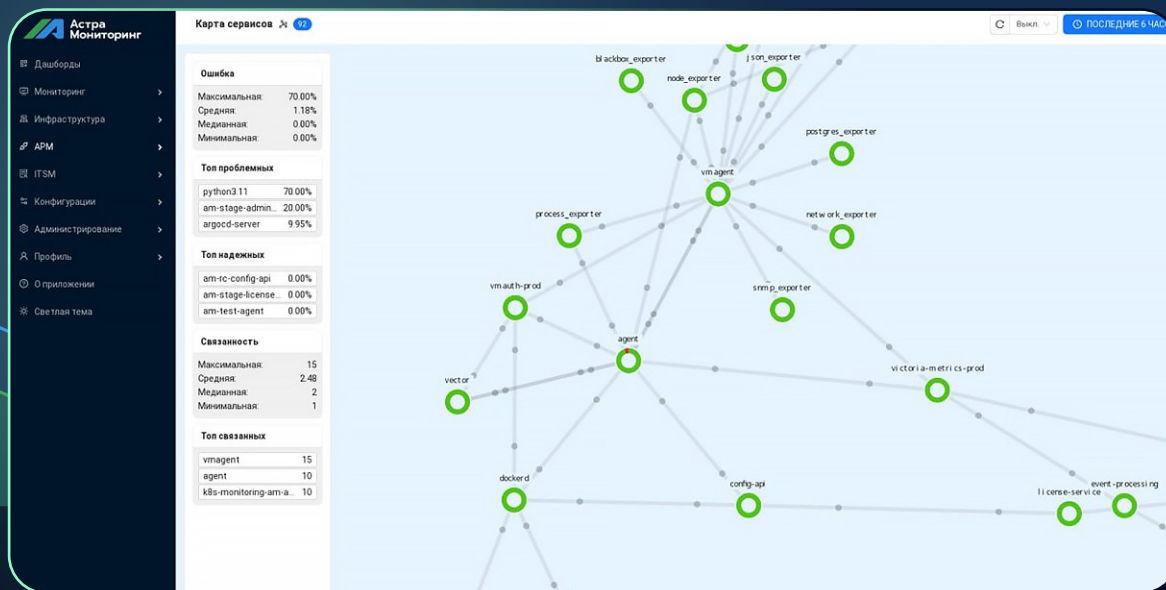 Астра
Мониторинг
Дашборды
Мониторинг
Инфраструктура
APM
ITSM
Конфигурации
Администрирование
Профиль
О приложении
Светлая тема
Карта сервисов 92
Выкл.
ПОСЛЕДНИЕ 6 ЧАСО
Ошибка
Максимальная: 70.00%
Средняя: 1.18%
Медианная: 0.00%
Минимальная: 0.00%
Топ проблемных
python3.11 70.00%
am-stage-admin... 20.00%
argocd-server 9.95%
Топ надежных
am-rc-config-api 0.00%
am-stage-license... 0.00%
am-test-agent 0.00%
Связанность
Максимальная: 15
Средняя: 2.48
Медианная: 2
Минимальная: 1
Топ связанных
vmagent 15
agent 10
k8s-monitoring-am-a... 10
blackbox_exporter
json_exporter
node_exporter
postgres_exporter
vmagent
process_exporter
network_exporter
vmauth-prod
snmp_exporter
agent
victoria-metrics-prod
vector
dockerd
config-api
event-processing
license-service